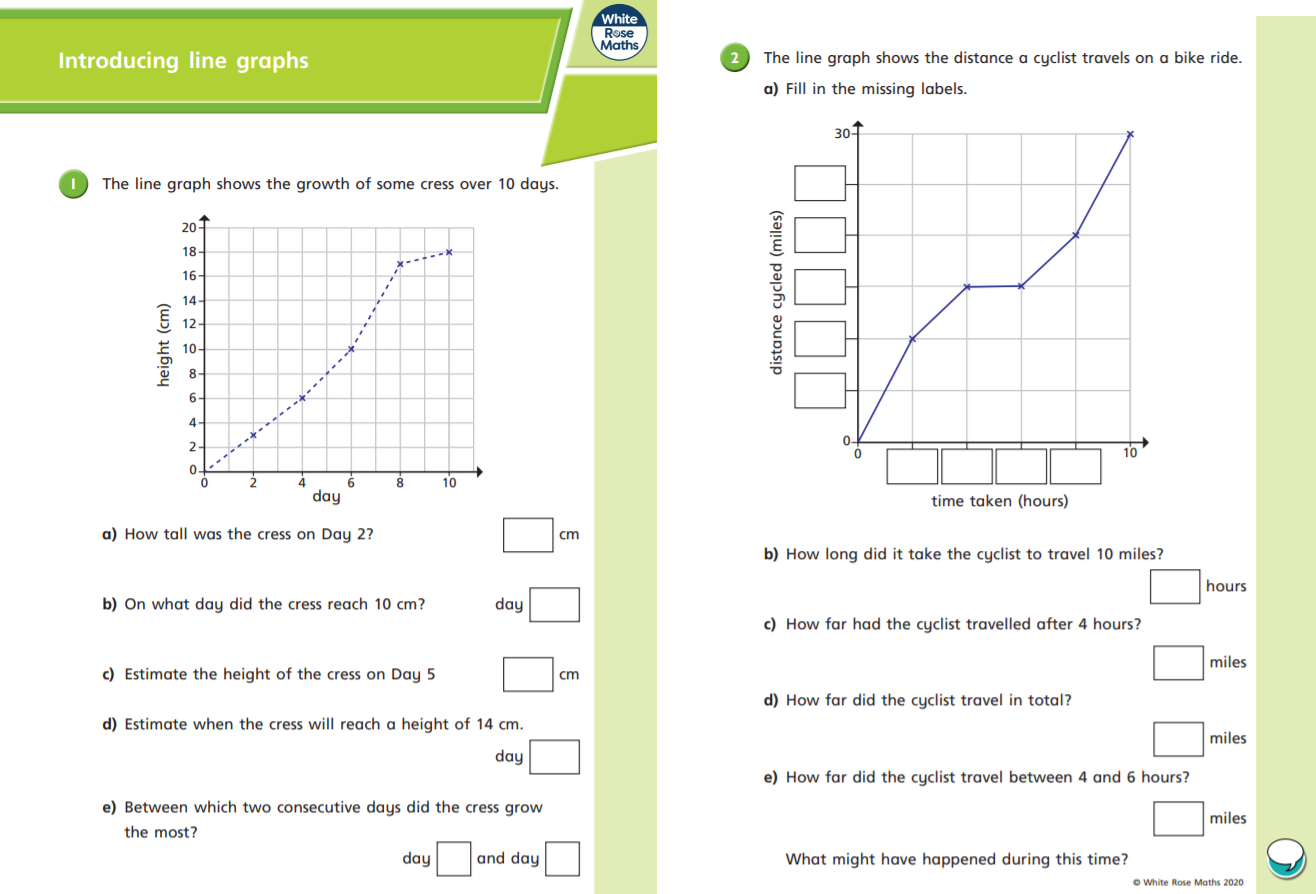 Introducing line graphs
White
Rose
Maths
1 The line graph shows the growth of some cress over 10 days.
height (cm)
20
18
16
14
12
10
8
6
4
2
0
0 2 4 6 8 10
day
a) How tall was the cress on Day 2? cm
b) On what day did the cress reach 10 cm? day
c) Estimate the height of the cress on Day 5 cm
d) Estimate when the cress will reach a height of 14 cm.
day
e) Between which two consecutive days did the cress grow
the most?
day and day
2 The line graph shows the distance a cyclist travels on a bike ride.
a) Fill in the missing labels.
distance cycled (miles)
30
0
0 10
time taken (hours)
b) How long did it take the cyclist to travel 10 miles?
hours
c) How far had the cyclist travelled after 4 hours?
miles
d) How far did the cyclist travel in total?
miles
e) How far did the cyclist travel between 4 and 6 hours?
miles
What might have happened during this time?
© White Rose Maths 2020